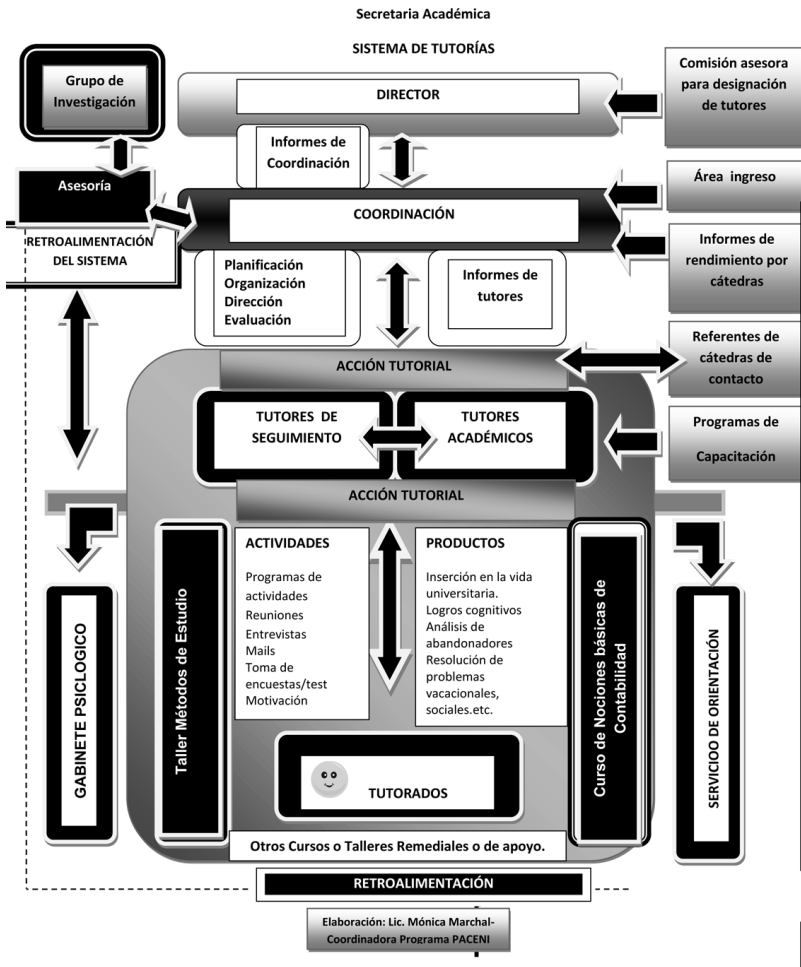 Secretaria Académica
SISTEMA DE TUTORÍAS
Grupo de
Investigación
DIRECTOR
Comisión asesora
para designación
de tutores
Informes de
Coordinación
Asesoría
Área ingreso
COORDINACIÓN
RETROALIMENTACIÓN
DEL SISTEMA
Informes de
rendimiento por
cátedras
Planificación
Organización
Dirección
Evaluación
Informes de
tutores
Referentes de
cátedras de
contacto
ACCIÓN TUTORIAL
TUTORES DE
SEGUIMIENTO
TUTORES
ACADÉMICOS
Programas de
Capacitación
ACCIÓN TUTORIAL
GABINETE PSICLOGICO
Taller Métodos de Estudio
ACTIVIDADES
Programas de
actividades
Reuniones
Entrevistas
Mails
Toma de
encuestas/test
Motivación
PRODUCTOS
Inserción en la vida
universitaria.
Logros cognitivos
Análisis de
abandonadores
Resolución de
problemas
vacacionales,
sociales.etc.
Curso de Nociones básicas de
Contabilidad
SERVICIOO DE ORIENTACIÓN
TUTORADOS
Otros Cursos o Talleres Remediales o de apoyo.
RETROALIMENTACIÓN
Elaboración: Lic. Mónica Marchal-
Coordinadora Programa PACENI